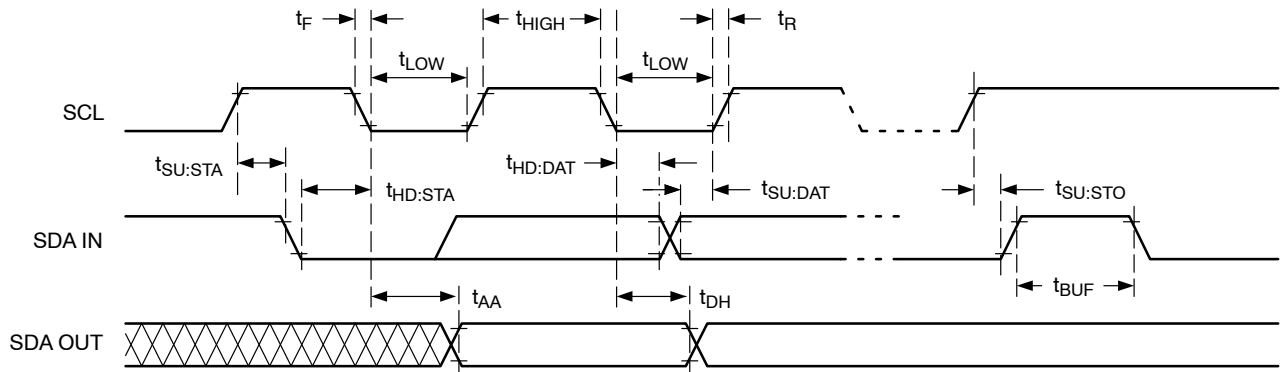 tF
tHIGH
tR
tLOW
tLOW
SCL
tSU:STA
tHD:STA
tHD:DAT
tSU:DAT
tSU:STO
SDA IN
tBUF
tAA
tDH
SDA OUT